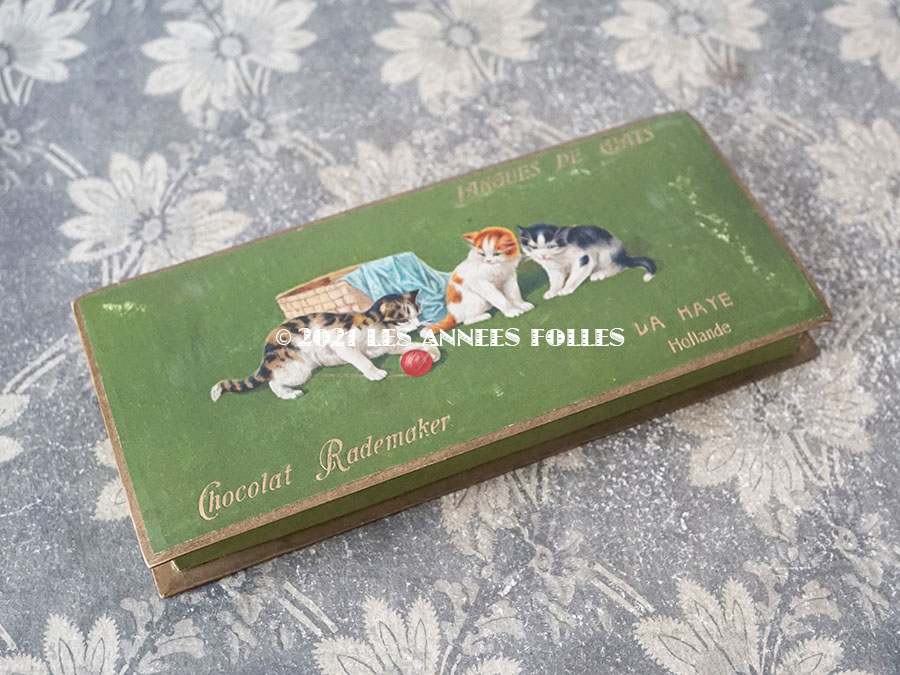 LANGUES DE CHATS
© 2021 LES ANNEES FOLLES
LA HAYE
Hollande
Chocolat Rademaker